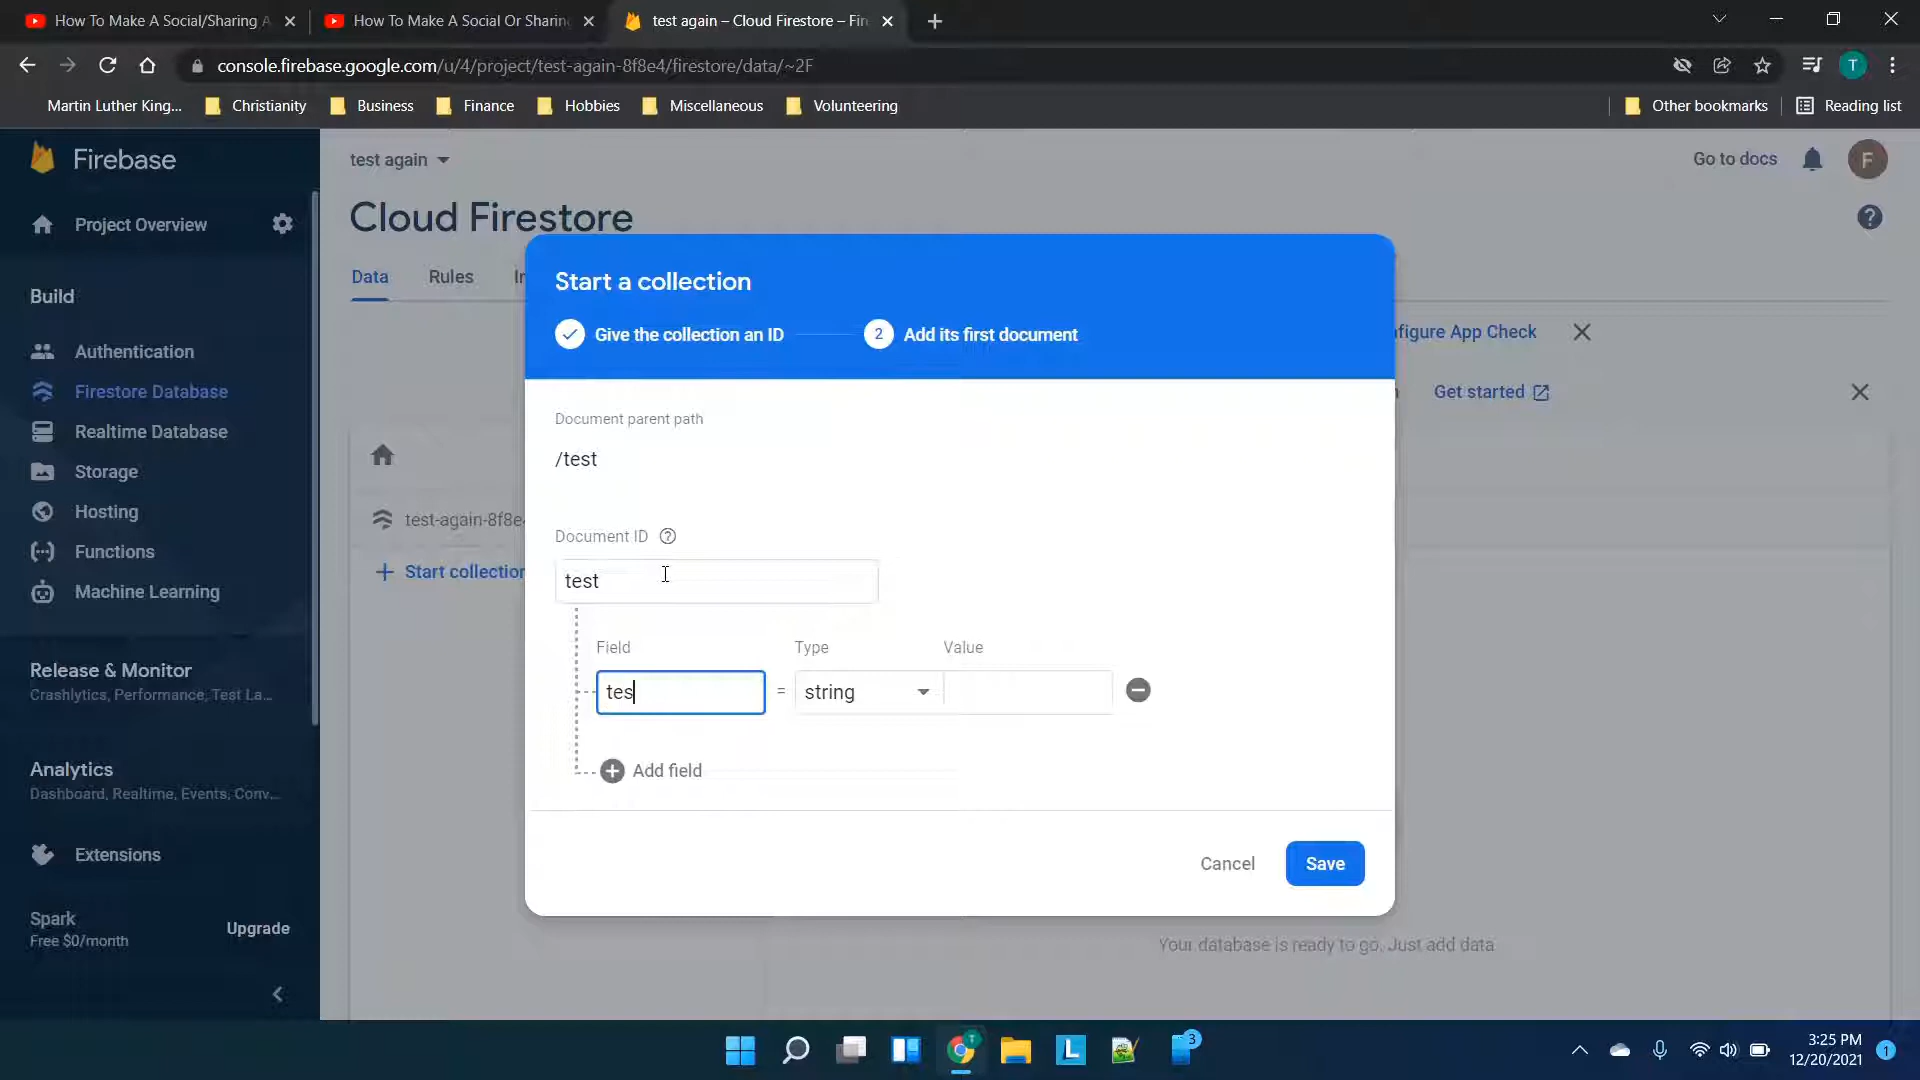 How To Make A Social/Sharing A
How To Make A Social Or Sharin
test again – Cloud Firestore – Fir
console.firebase.google.com/u/4/project/test-again-8f8e4/firestore/data/~2F
T
Martin Luther King...
Christianity
Business
Finance
Hobbies
Miscellaneous
Volunteering
Other bookmarks
Reading list
Firebase
test again
Go to docs
F
Project Overview
Cloud Firestore
Data
Rules
In
Build
Authentication
Firestore Database
Realtime Database
Storage
Hosting
Functions
Machine Learning
Release & Monitor
Crashlytics, Performance, Test La...
Analytics
Dashboard, Realtime, Events, Conv...
Extensions
Spark
Free $0/month
Upgrade
figure App Check
Get started
test-again-8f8e4
Start collection
Start a collection
Give the collection an ID
2
Add its first document
Document parent path
/test
Document ID
test
Field
Type
Value
tes
=
string
Add field
Cancel
Save
Your database is ready to go. Just add data
L
T
3
3:25 PM
12/20/2021
1